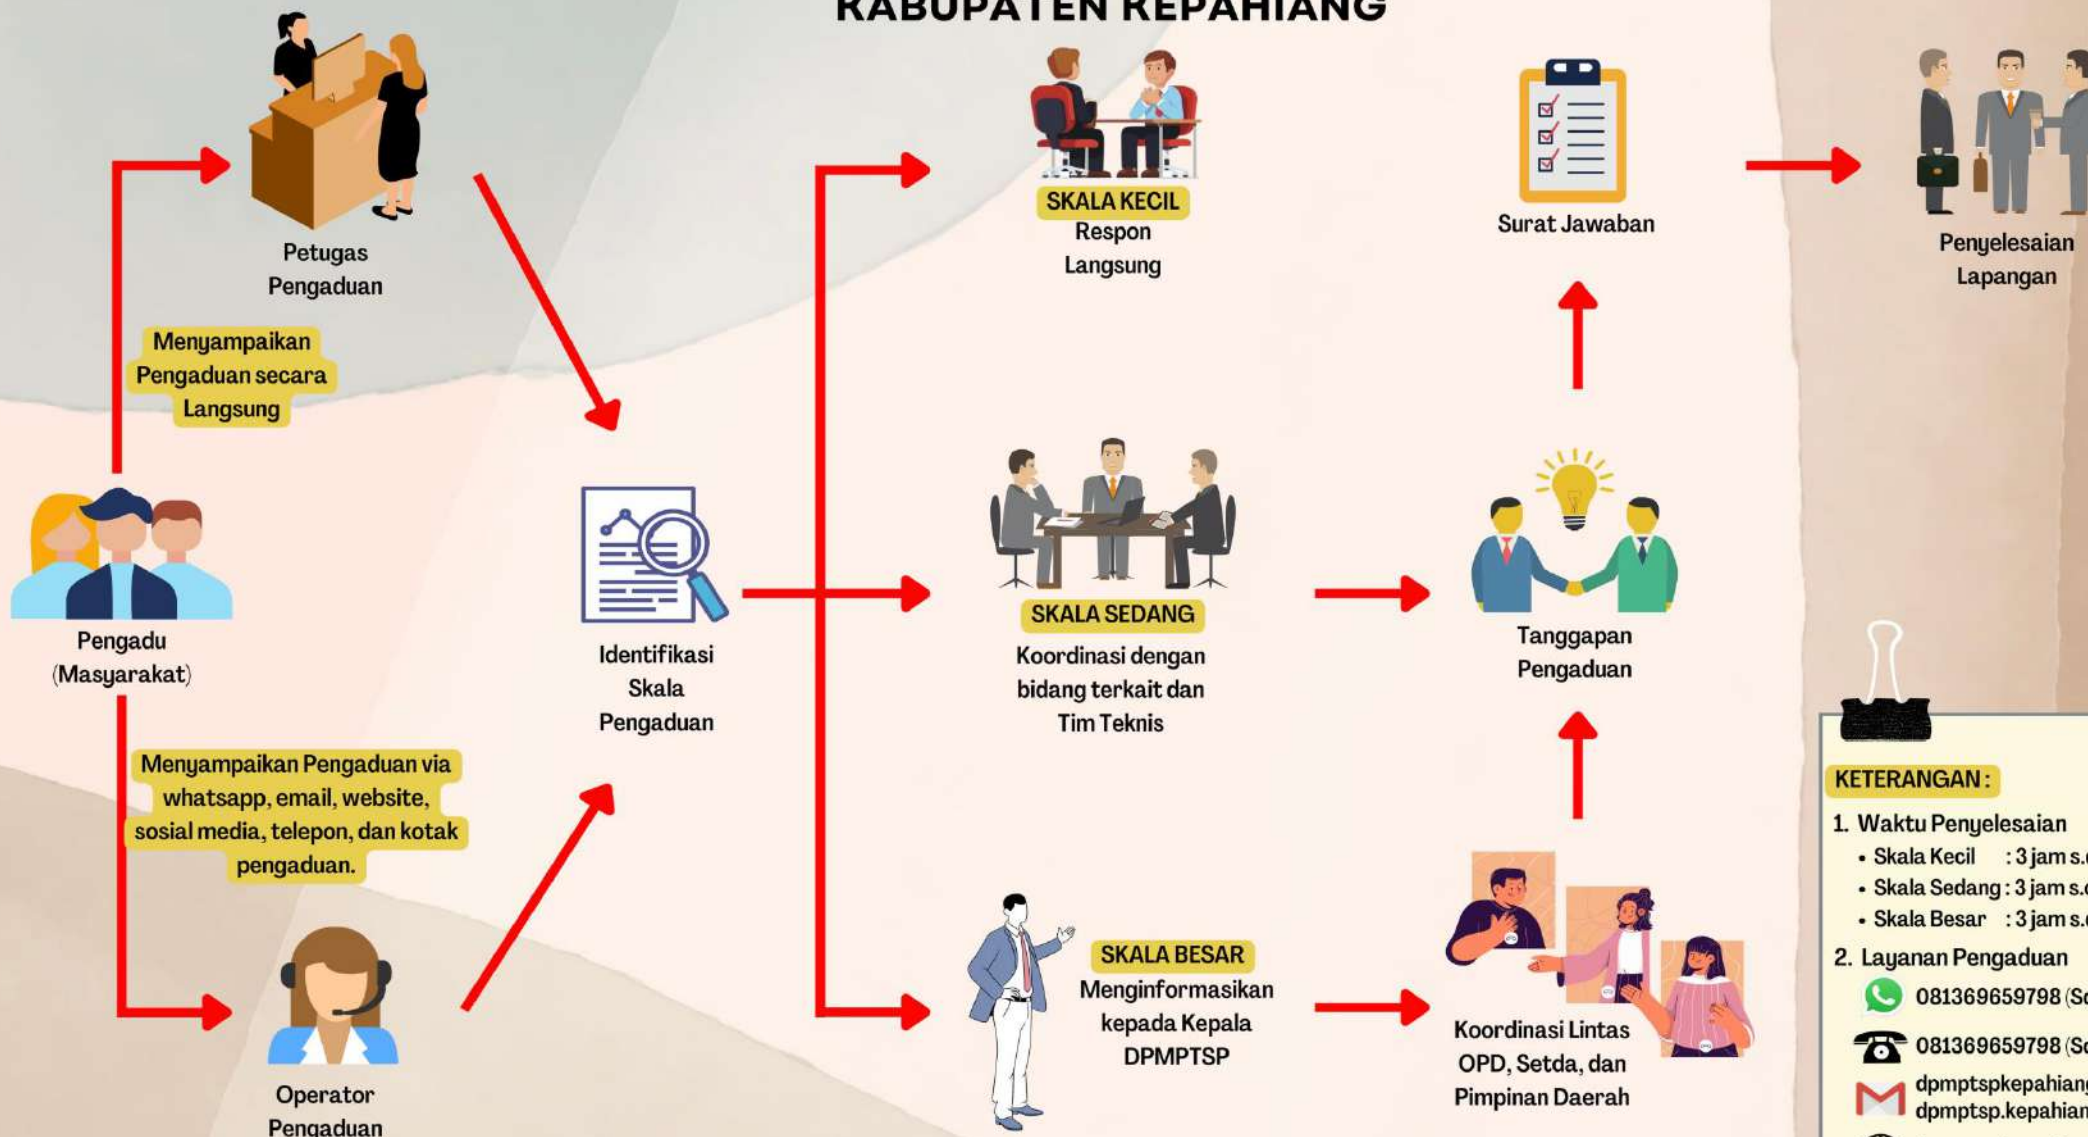 KABUPATEN KEPAHIANG
Petugas
Pengaduan
Menyampaikan
Pengaduan secara
Langsung
Pengadu
(Masyarakat)
Menyampaikan Pengaduan via
whatsapp, email, website,
sosial media, telepon, dan kotak
pengaduan.
Operator
Pengaduan
Identifikasi
Skala
Pengaduan
SKALA KECIL
Respon
Langsung
SKALA SEDANG
Koordinasi dengan
bidang terkait dan
Tim Teknis
SKALA BESAR
Menginformasikan
kepada Kepala
DPMPTSP
Koordinasi Lintas
OPD, Setda, dan
Pimpinan Daerah
Tanggapan
Pengaduan
Surat Jawaban
Penyelesaian
Lapangan
KETERANGAN :
1. Waktu Penyelesaian
• Skala Kecil : 3 jam
• Skala Sedang : 3 jam
• Skala Besar : 3 jam
2. Layanan Pengaduan
081369659798
081369659798